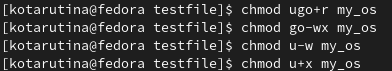 [kotarutina@fedora testfile]$ chmod ugo+r my_os
[kotarutina@fedora testfile]$ chmod go-wx my_os
[kotarutina@fedora testfile]$ chmod u-w my_os
[kotarutina@fedora testfile]$ chmod u+x my_os